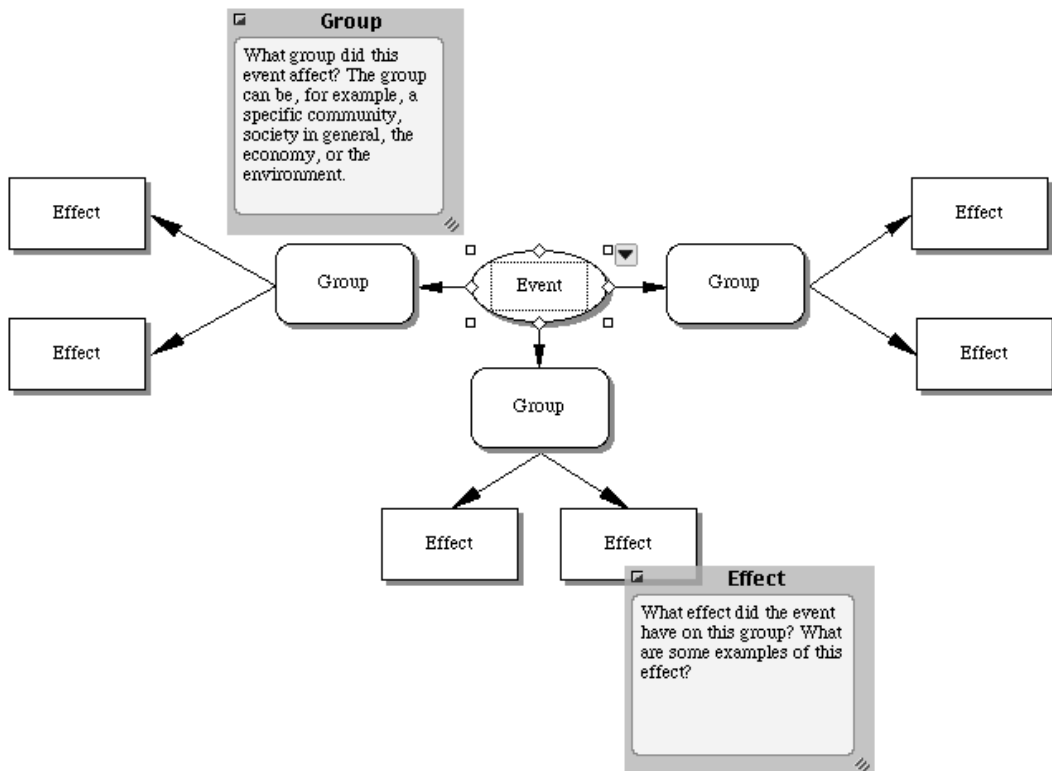 Group
What group did this
event affect? The group
can be, for example, a
specific community,
society in general, the
economy, or the
environment.
Effect
Effect
Group
Event
Group
Effect
Effect
Group
Effect
Effect
Effect
What effect did the event
have on this group? What
are some examples of this
effect?